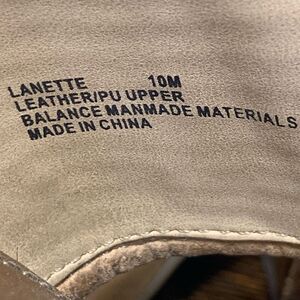 LANETTE 10M
LEATHER/PU UPPER
BALANCE MANMADE MATERIALS
MADE IN CHINA